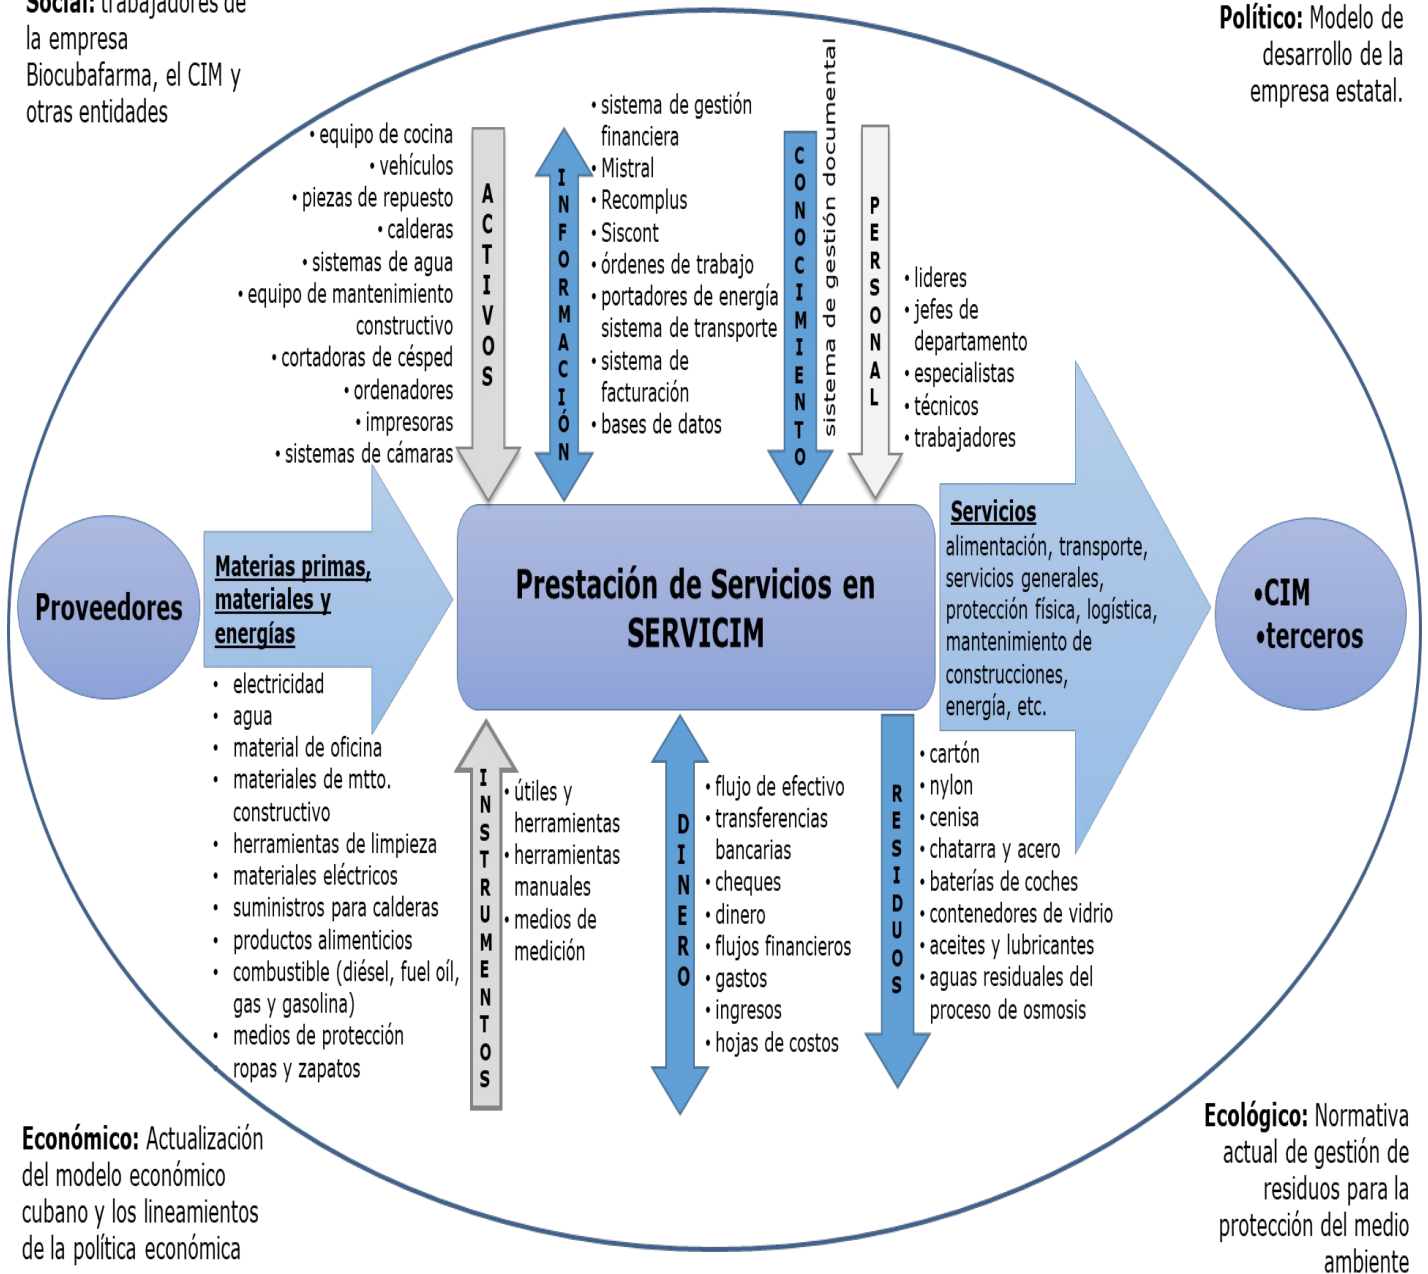 Social: trabajadores de
la empresa
Biocubafarma, el CIM y
otras entidades
Político: Modelo de
desarrollo de la
empresa estatal.
• equipo de cocina
• vehículos
• piezas de repuesto
• calderas
• sistemas de agua
• equipo de mantenimiento
constructivo
• cortadoras de césped
• ordenadores
• impresoras
• sistemas de cámaras
ACTIVOS
INFORMACIÓN
• sistema de gestión
financiera
• Mistral
• Recomplus
• Siscont
• órdenes de trabajo
• portadores de energía
sistema de transporte
• sistema de
facturación
• bases de datos
CONOCIMIENTO
sistema de gestión documental
PERSONAL
• lideres
• jefes de
departamento
• especialistas
• técnicos
• trabajadores
Proveedores
Materias primas,
materiales y
energías
• electricidad
• agua
• material de oficina
• materiales de mtto.
constructivo
• herramientas de limpieza
• materiales eléctricos
• suministros para calderas
• productos alimenticios
• combustible (diésel, fuel oíl,
gas y gasolina)
• medios de protección
• ropas y zapatos
Prestación de Servicios en
SERVICIM
Servicios
alimentación, transporte,
servicios generales,
protección física, logística,
mantenimiento de
construcciones,
energía, etc.
•CIM
•terceros
INSTRUMENTOS
• útiles y
herramientas
• herramientas
manuales
• medios de
medición
DINERO
• flujo de efectivo
• transferencias
bancarias
• cheques
• dinero
• flujos financieros
• gastos
• ingresos
• hojas de costos
RESIDUOS
• cartón
• nylon
• cenisa
• chatarra y acero
• baterías de coches
• contenedores de vidrio
• aceites y lubricantes
• aguas residuales del
proceso de osmosis
Económico: Actualización
del modelo económico
cubano y los lineamientos
de la política económica
Ecológico: Normativa
actual de gestión de
residuos para la
protección del medio
ambiente